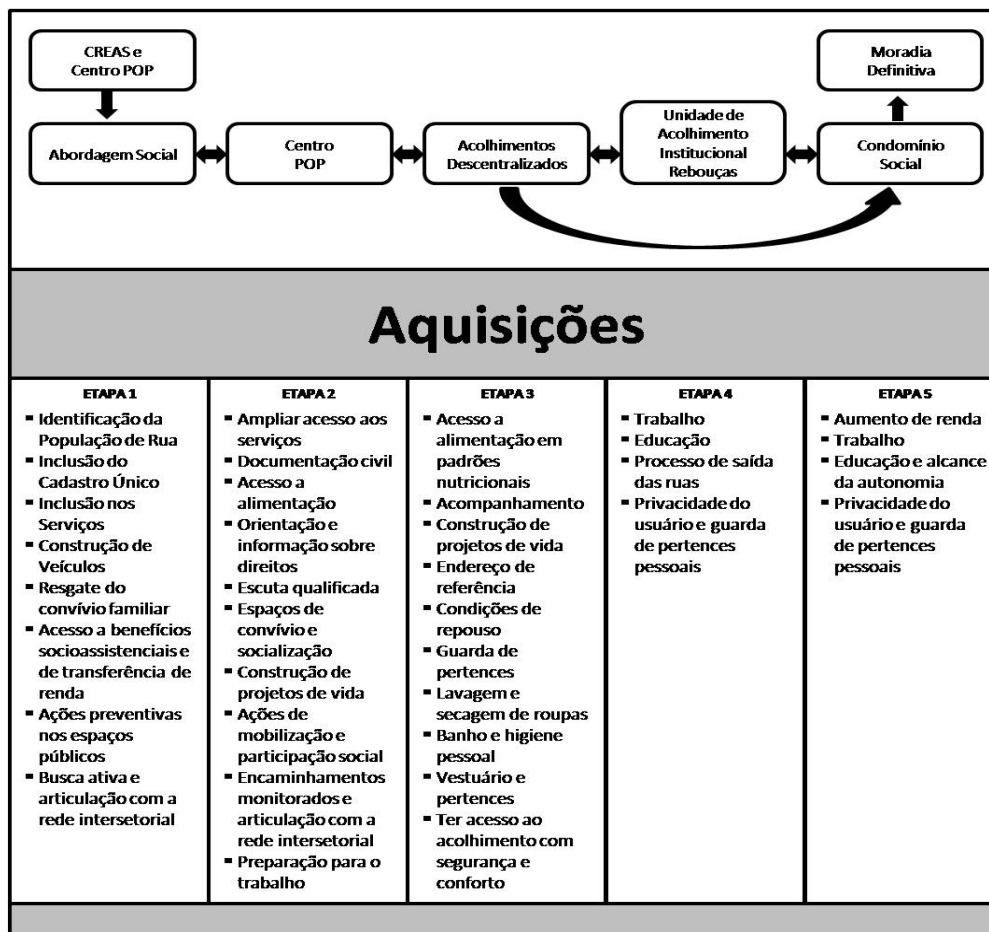 CREAS e
Centro POP
Moradia
Definitiva
Abordagem Social
Centro
POP
Acolhimentos
Descentralizados
Unidade de
Acolhimento
Institucional
Rebouças
Condomínio
Social
Aquisições
ETAPA 1
▪ Identificação da
População de Rua
▪ Inclusão do
Cadastro Único
▪ Inclusão nos
Serviços
▪ Construção de
Veículos
▪ Resgate do
convívio familiar
▪ Acesso a benefícios
socioassistenciais e
de transferência de
renda
▪ Ações preventivas
nos espaços
públicos
▪ Busca ativa e
articulação com a
rede intersetorial
ETAPA 2
▪ Ampliar acesso aos
serviços
▪ Documentação civil
▪ Acesso a
alimentação
▪ Orientação e
informação sobre
direitos
▪ Escuta qualificada
▪ Espaços de
convívio e
socialização
▪ Construção de
projetos de vida
▪ Ações de
mobilização e
participação social
▪ Encaminhamentos
monitorados e
articulação com a
rede intersetorial
▪ Preparação para o
trabalho
ETAPA 3
▪ Acesso a
alimentação em
padrões
nutricionais
▪ Acompanhamento
▪ Construção de
projetos de vida
▪ Endereço de
referência
▪ Condições de
repouso
▪ Guarda de
pertences
▪ Lavagem e
secagem de roupas
▪ Banho e higiene
pessoal
▪ Vestuário e
pertences
▪ Ter acesso ao
acolhimento com
segurança e
conforto
ETAPA 4
▪ Trabalho
▪ Educação
▪ Processo de saída
das ruas
▪ Privacidade do
usuário e guarda
de pertences
pessoais
ETAPA 5
▪ Aumento de renda
▪ Trabalho
▪ Educação e alcance
da autonomia
▪ Privacidade do
usuário e guarda
de pertences
pessoais